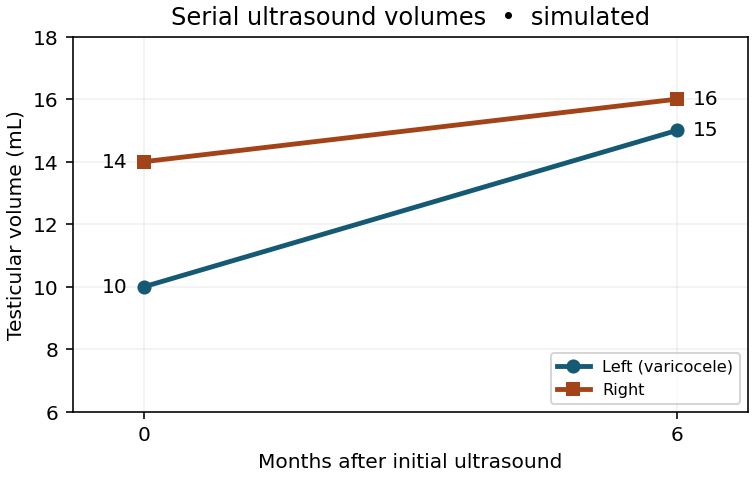 Serial ultrasound volumes • simulated
Testicular volume (mL)
18
16
14
12
10
8
6
14
10
16
15
Left (varicocele)
Right
0
6
Months after initial ultrasound